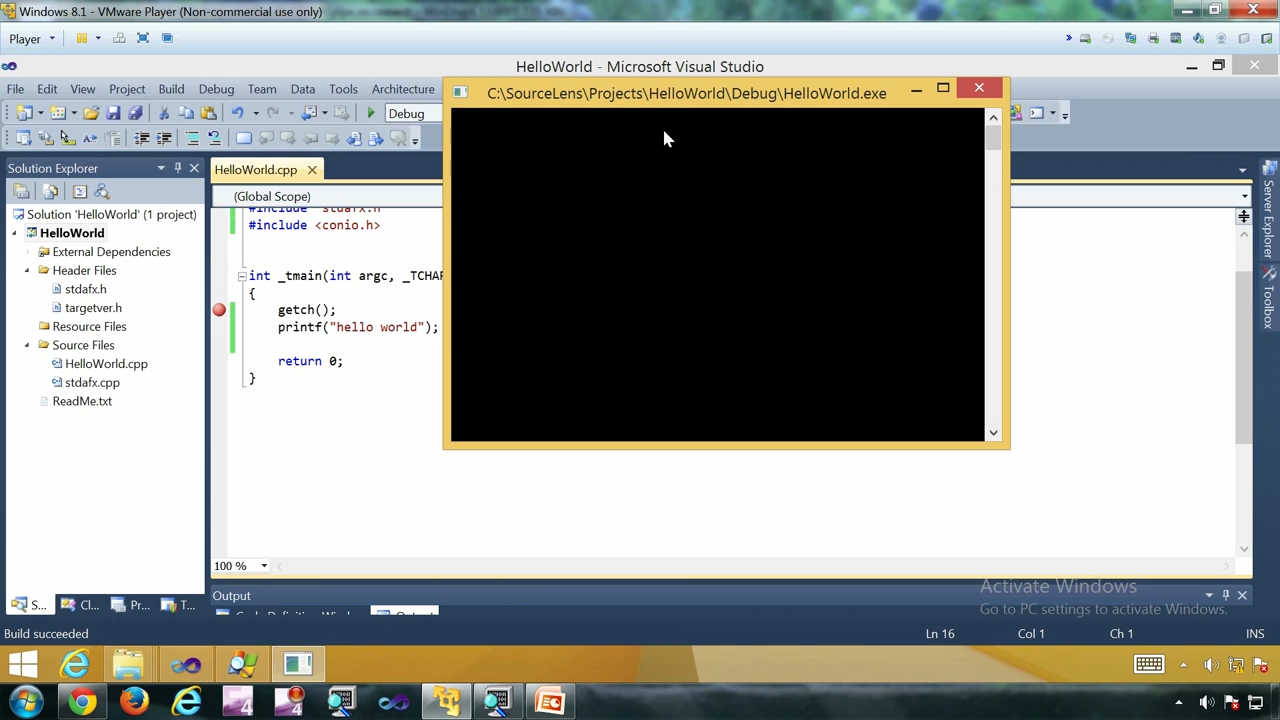 Windows 8.1 - VMware Player (Non-commercial use only)
Player
HelloWorld - Microsoft Visual Studio
File Edit View Project Build Debug Team Data Tools Architecture
C:\SourceLens\Projects\HelloWorld\Debug\HelloWorld.exe
Debug
Solution Explorer
HelloWorld.cpp
(Global Scope)
Solution 'HelloWorld' (1 project)
HelloWorld
External Dependencies
Header Files
stdafx.h
targetver.h
Resource Files
Source Files
HelloWorld.cpp
stdafx.cpp
ReadMe.txt
#include "stdafx.h"
#include <conio.h>
int _tmain(int argc, _TCHAR
{
getch();
printf("hello world");
return 0;
}
Server Explorer
Toolbox
100 %
Output
S... Cl... Pr... T...
Activate Windows
Go to PC settings to activate Windows.
Build succeeded
Ln 16 Col 1 Ch 1 INS